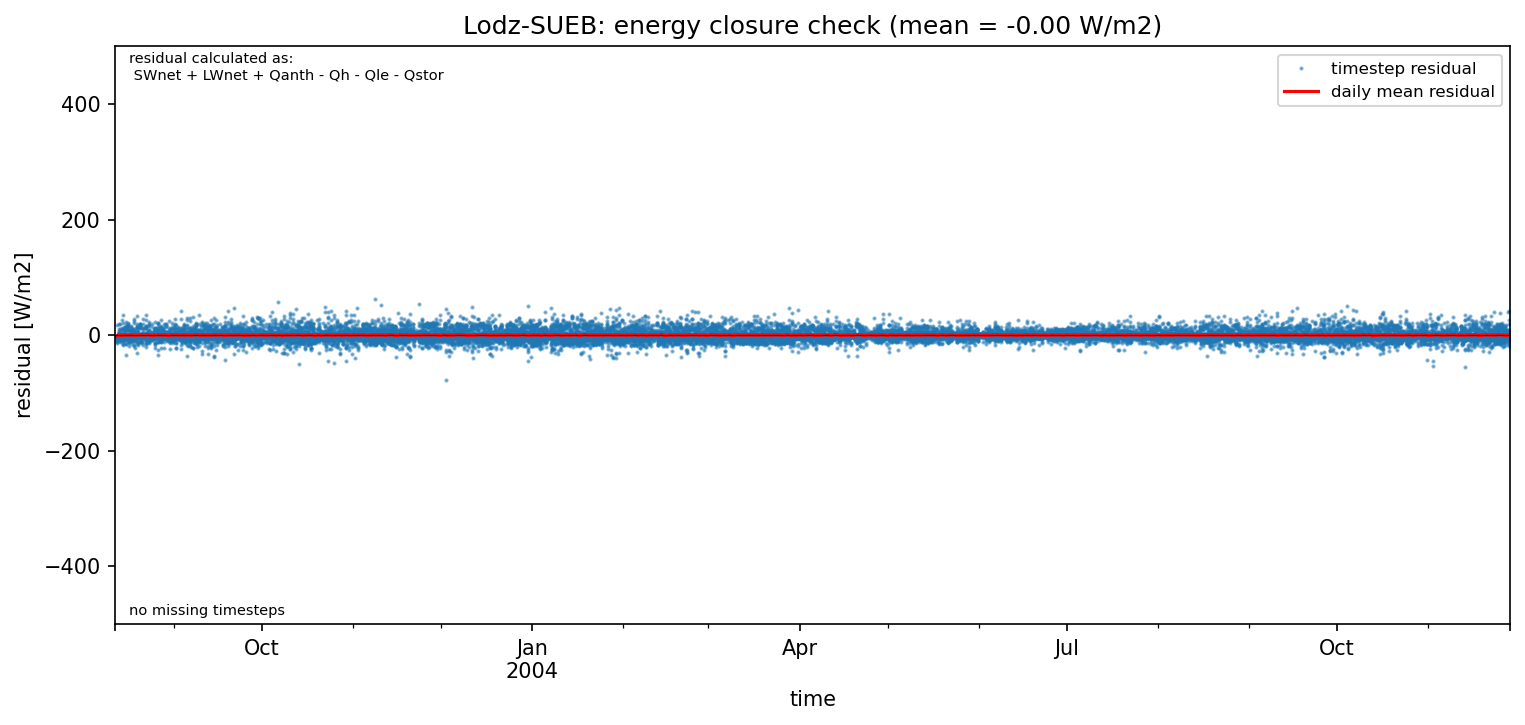 Lodz-SUEB: energy closure check (mean = -0.00 W/m2)
residual calculated as:
SWnet + LWnet + Qanth - Qh - Qle - Qstor
timestep residual
daily mean residual
400
200
0
−200
−400
residual [W/m2]
no missing timesteps
Oct
Jan
2004
Apr
Jul
Oct
time